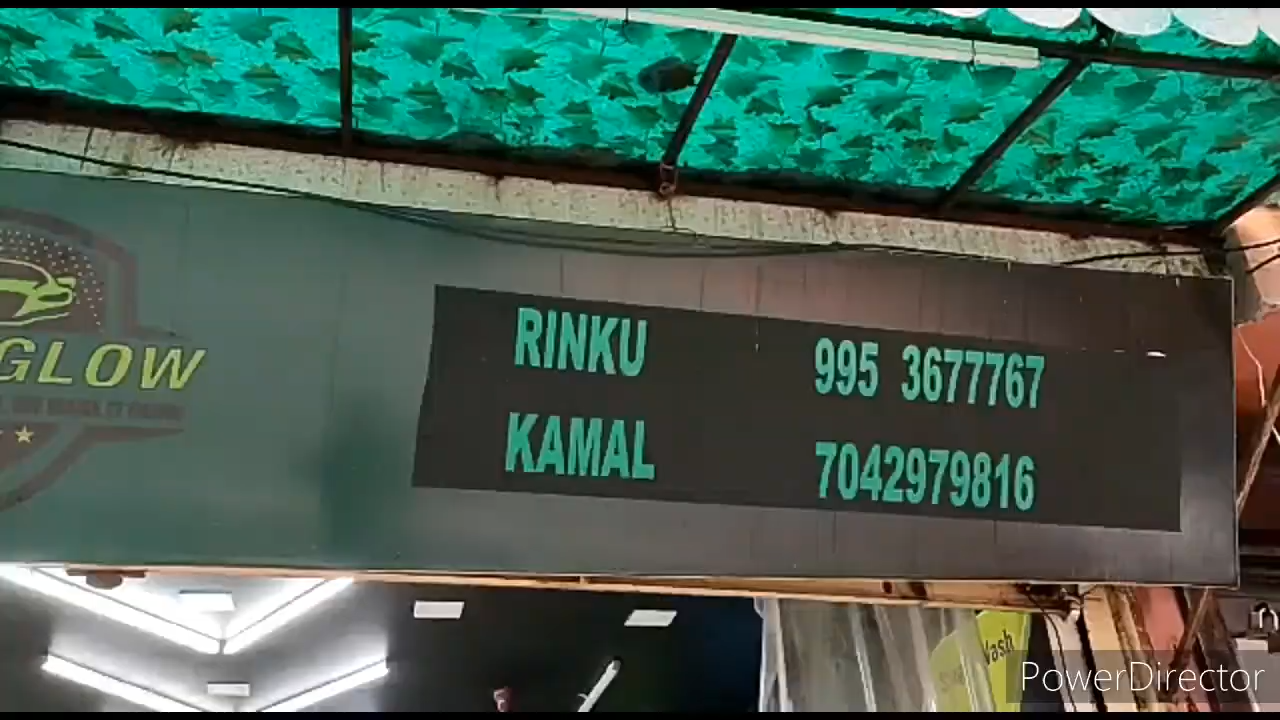 GLOW
RINKU 995 3677767
KAMAL 7042979816
Wash
PowerDirector